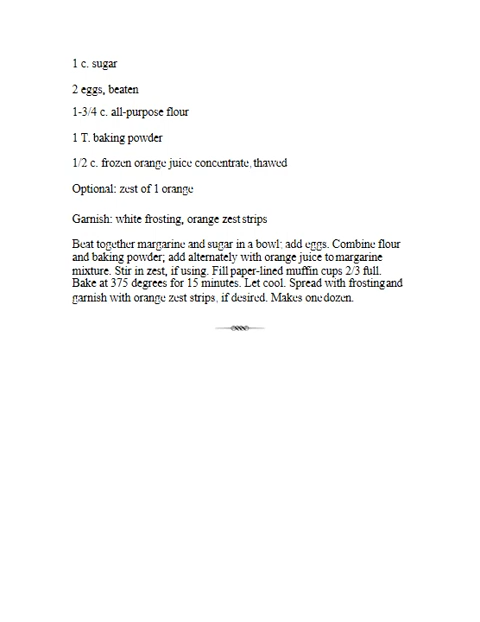 1 c. sugar
2 eggs, beaten
1-3/4 c. all-purpose flour
1 T. baking powder
1/2 c. frozen orange juice concentrate, thawed
Optional: zest of 1 orange
Garnish: white frosting, orange zest strips
Beat together margarine and sugar in a bowl; add eggs. Combine flour
and baking powder; add alternately with orange juice to margarine
mixture. Stir in zest, if using. Fill paper-lined muffin cups 2/3 full.
Bake at 375 degrees for 15 minutes. Let cool. Spread with frosting and
garnish with orange zest strips, if desired. Makes one dozen.